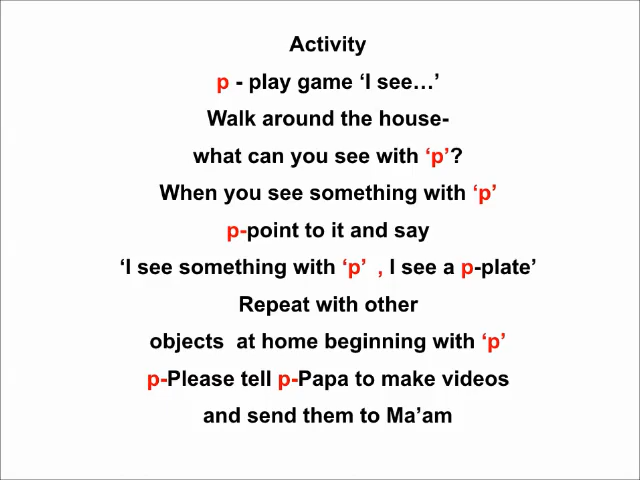 Activity
p - play game ‘I see…’
Walk around the house-
what can you see with ‘p’?
When you see something with ‘p’
p-point to it and say
‘I see something with ‘p’ , I see a p-plate’
Repeat with other
objects at home beginning with ‘p’
p-Please tell p-Papa to make videos
and send them to Ma’am